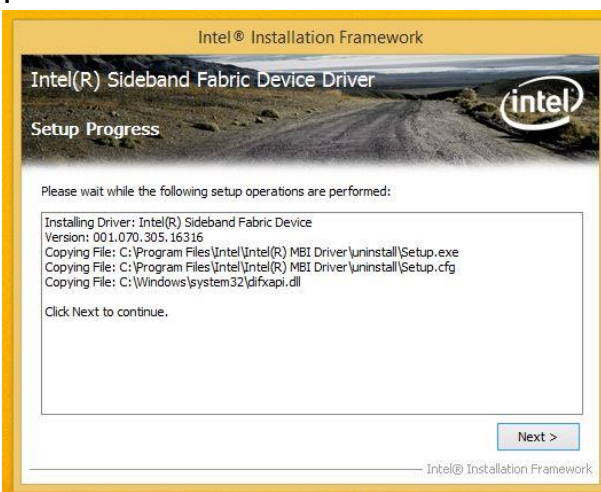 Intel® Installation Framework
Intel(R) Sideband Fabric Device Driver
intel
Setup Progress
Please wait while the following setup operations are performed:
Installing Driver: Intel(R) Sideband Fabric Device
Version: 001.070.305.16316
Copying File: C:\Program Files\Intel\Intel(R) MBI Driver\uninstall\Setup.exe
Copying File: C:\Program Files\Intel\Intel(R) MBI Driver\uninstall\Setup.cfg
Copying File: C:\Windows\system32\difxapi.dll
Click Next to continue.
Next >
Intel® Installation Framework